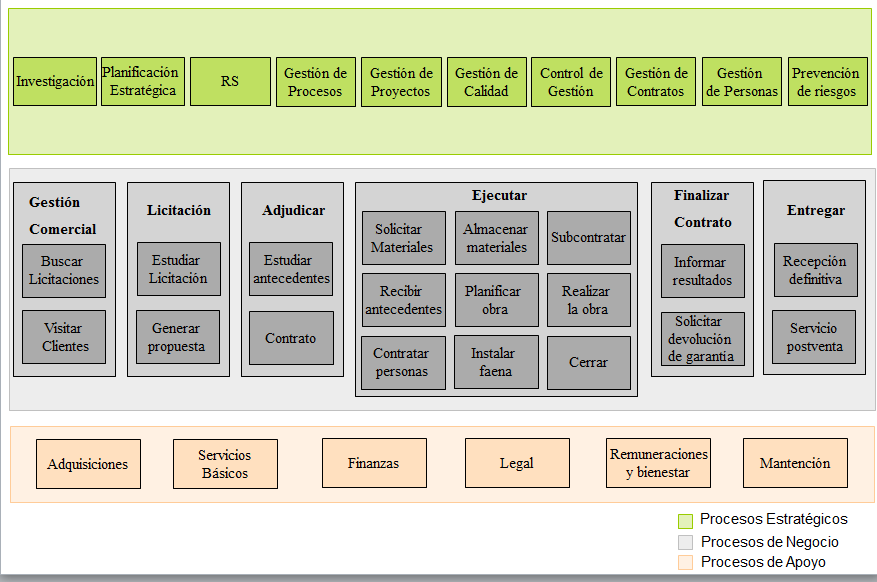 Investigación
Planificación
Estratégica
RS
Gestión de
Procesos
Gestión de
Proyectos
Gestión de
Calidad
Control de
Gestión
Gestión de
Contratos
Gestión
de Personas
Prevención
de riesgos
Gestión
Comercial
Buscar
Licitaciones
Visitar
Clientes
Licitación
Estudiar
Licitación
Generar
propuesta
Adjudicar
Estudiar
antecedentes
Contrato
Ejecutar
Solicitar
Materiales
Almacenar
materiales
Subcontratar
Recibir
antecedentes
Planificar
obra
Realizar
la obra
Contratar
personas
Instalar
faena
Cerrar
Finalizar
Contrato
Informar
resultados
Solicitar
devolución
de garantia
Entregar
Recepción
definitiva
Servicio
postventa
Adquisiciones
Servicios
Básicos
Finanzas
Legal
Remuneraciones
y bienestar
Mantención
Procesos Estratégicos
Procesos de Negocio
Procesos de Apoyo